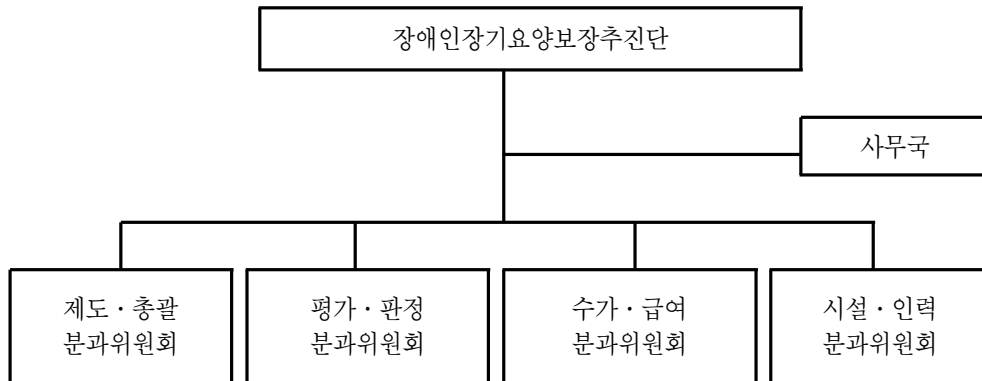 장애인장기요양보장추진단
사무국
제도·총괄
분과위원회
평가·판정
분과위원회
수가·급여
분과위원회
시설·인력
분과위원회